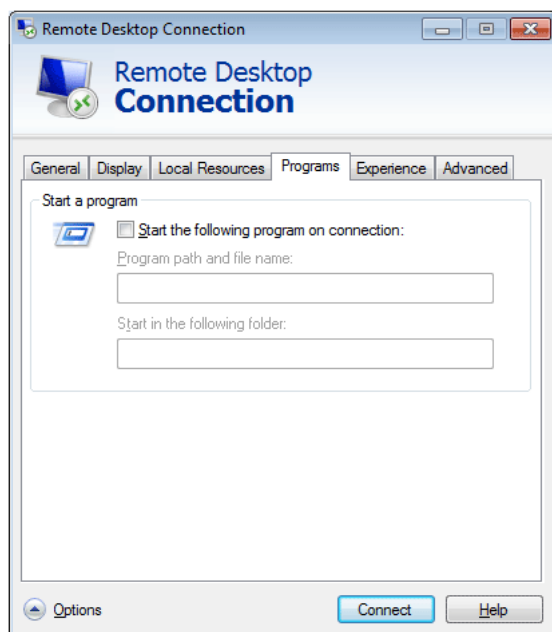 Remote Desktop Connection
Remote Desktop
Connection
General Display Local Resources Programs Experience Advanced
Start a program
Start the following program on connection:
Program path and file name:
Start in the following folder:
Options Connect Help